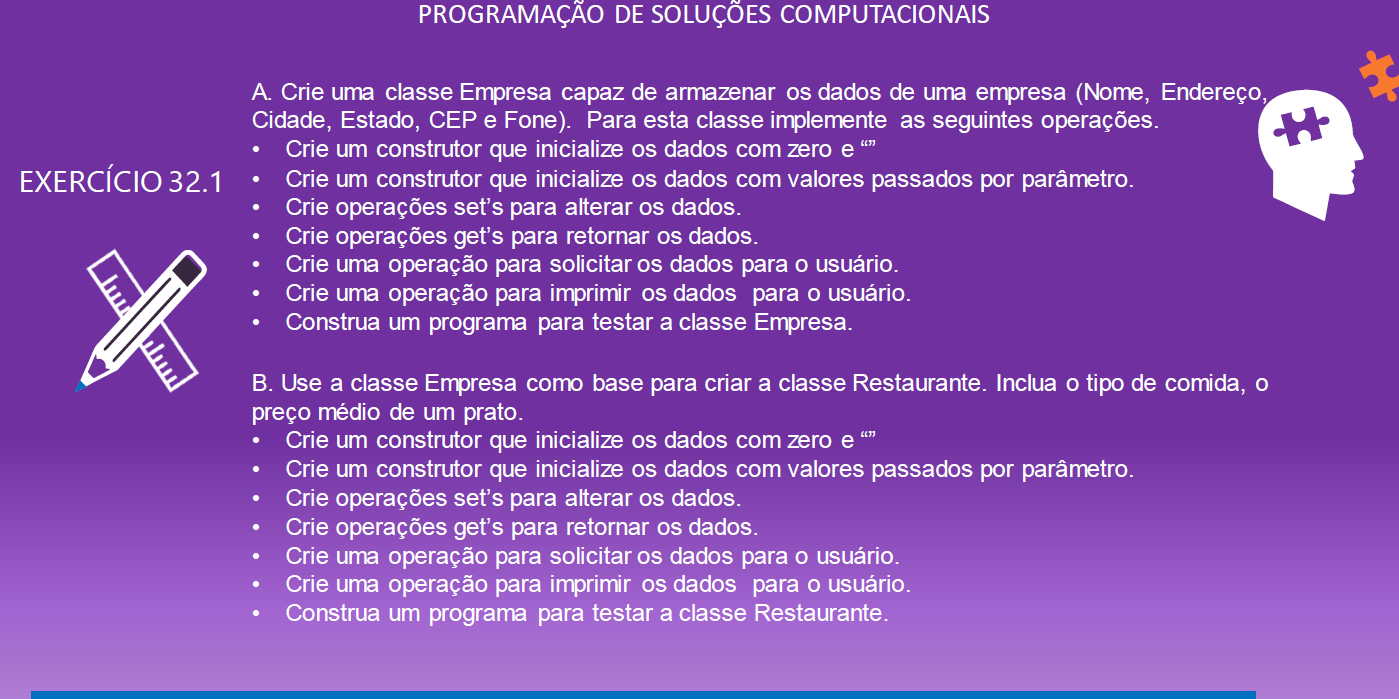 PROGRAMAÇÃO DE SOLUÇÕES COMPUTACIONAIS
EXERCÍCIO 32.1
A. Crie uma classe Empresa capaz de armazenar os dados de uma empresa (Nome, Endereço,
Cidade, Estado, CEP e Fone). Para esta classe implemente as seguintes operações.
• Crie um construtor que inicialize os dados com zero e “”
• Crie um construtor que inicialize os dados com valores passados por parâmetro.
• Crie operações set’s para alterar os dados.
• Crie operações get’s para retornar os dados.
• Crie uma operação para solicitar os dados para o usuário.
• Crie uma operação para imprimir os dados para o usuário.
• Construa um programa para testar a classe Empresa.
B. Use a classe Empresa como base para criar a classe Restaurante. Inclua o tipo de comida, o
preço médio de um prato.
• Crie um construtor que inicialize os dados com zero e “”
• Crie um construtor que inicialize os dados com valores passados por parâmetro.
• Crie operações set’s para alterar os dados.
• Crie operações get’s para retornar os dados.
• Crie uma operação para solicitar os dados para o usuário.
• Crie uma operação para imprimir os dados para o usuário.
• Construa um programa para testar a classe Restaurante.